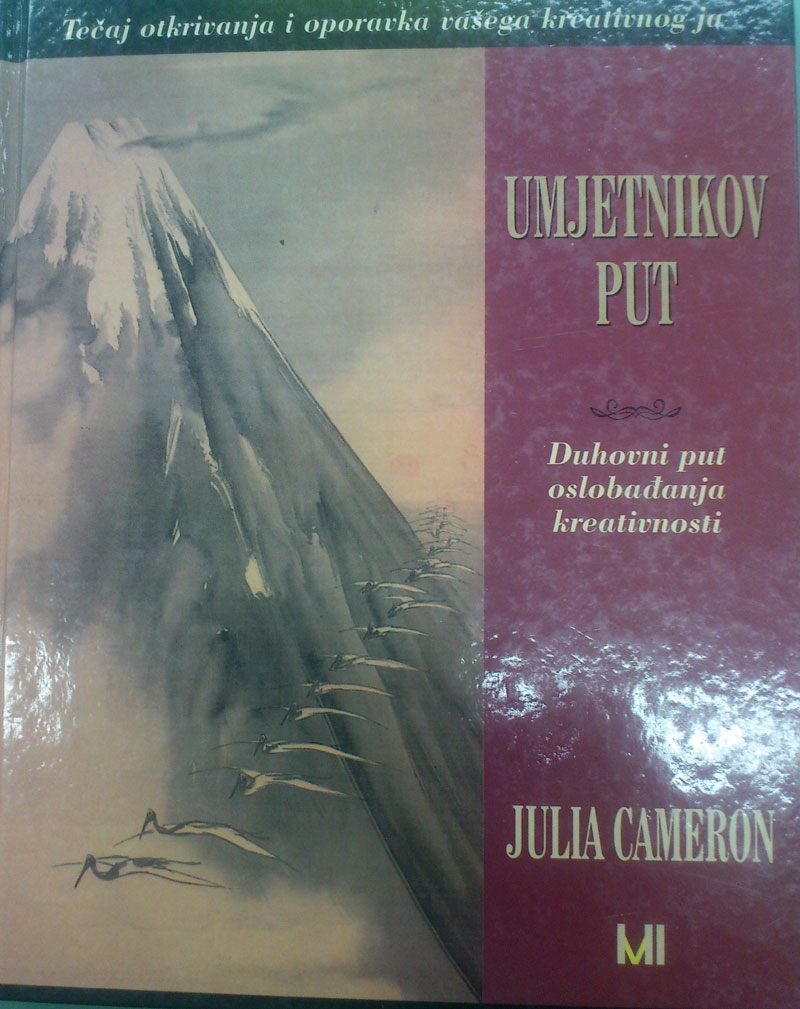 Tečaj otkrivanja i oporavka vašega kreativnog ja
UMJETNIKOV
PUT
Duhovni put
oslobađanja
kreativnosti
JULIA CAMERON
MI